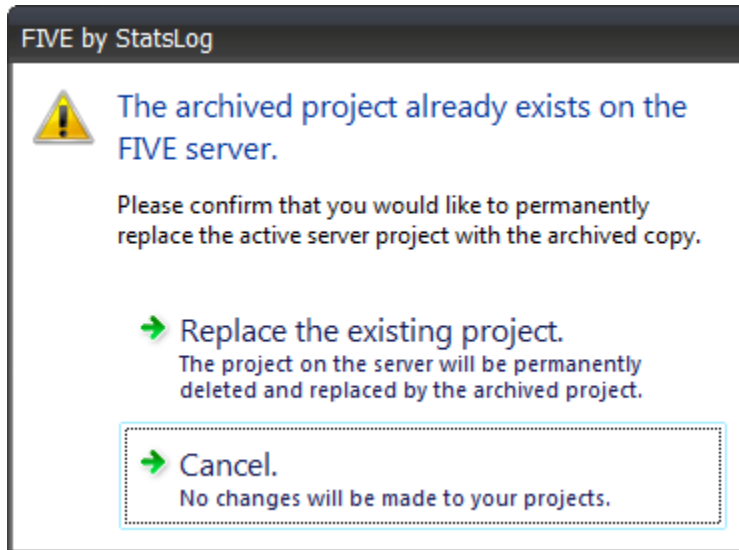 FIVE by StatsLog
The archived project already exists on the
FIVE server.
Please confirm that you would like to permanently
replace the active server project with the archived copy.
Replace the existing project.
The project on the server will be permanently
deleted and replaced by the archived project.
Cancel.
No changes will be made to your projects.